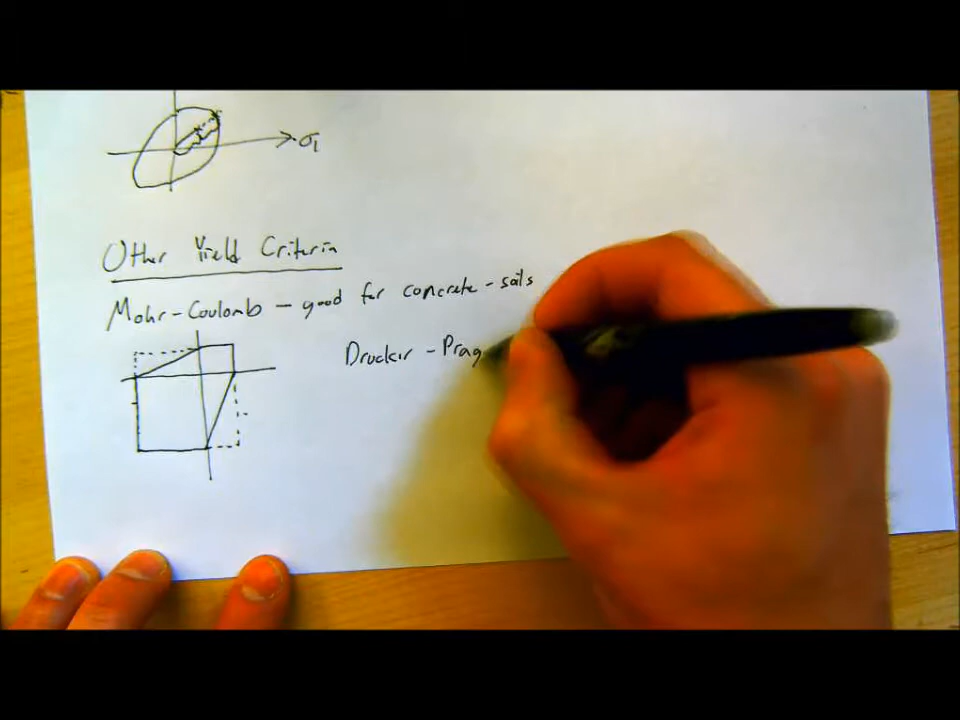 σ₁
Other Yield Criteria
Mohr-Coulomb - good for concrete - soils
Drucker - Prag